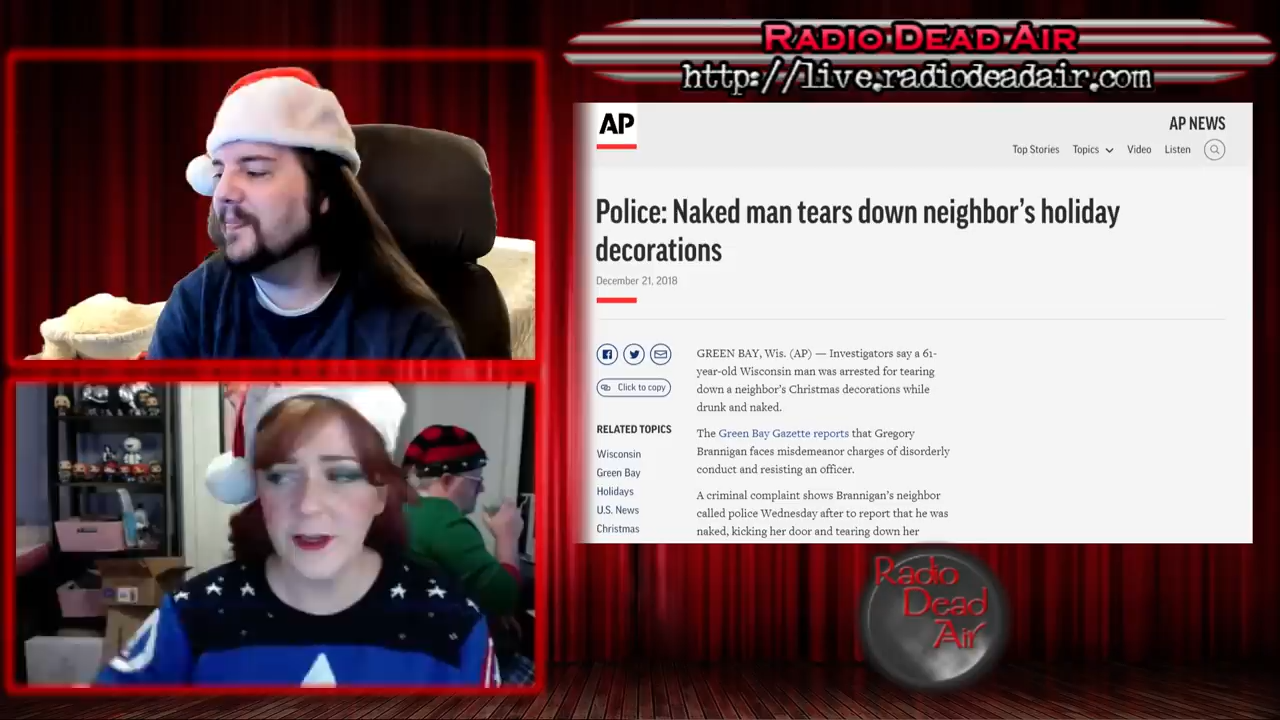 RADIO DEAD AIR
http://live.radiodeadair.com
AP
AP NEWS
Top Stories
Topics
Video
Listen
Police: Naked man tears down neighbor’s holiday
decorations
December 21, 2018
Click to copy
RELATED TOPICS
Wisconsin
Green Bay
Holidays
U.S. News
Christmas
GREEN BAY, Wis. (AP) — Investigators say a 61-
year-old Wisconsin man was arrested for tearing
down a neighbor’s Christmas decorations while
drunk and naked.
The Green Bay Gazette reports that Gregory
Brannigan faces misdemeanor charges of disorderly
conduct and resisting an officer.
A criminal complaint shows Brannigan’s neighbor
called police Wednesday after to report that he was
naked, kicking her door and tearing down her
Radio
Dead
Air